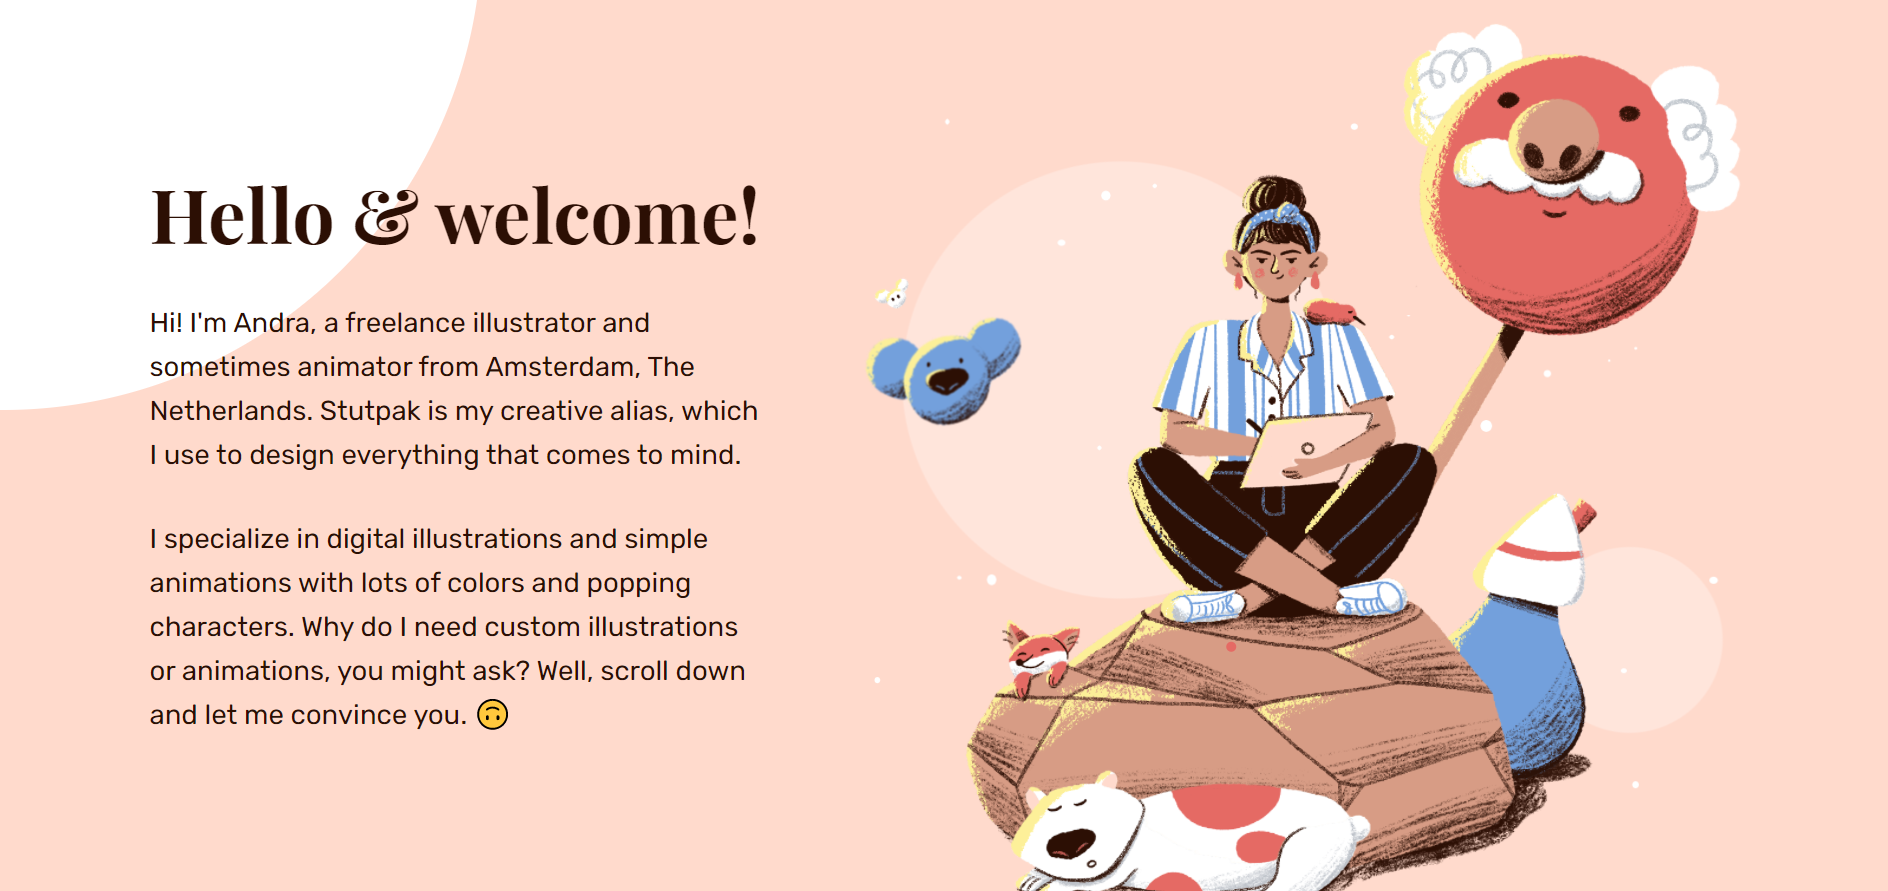 Hello & welcome!
Hi! I'm Andra, a freelance illustrator and
sometimes animator from Amsterdam, The
Netherlands. Stutpak is my creative alias, which
I use to design everything that comes to mind.
I specialize in digital illustrations and simple
animations with lots of colors and popping
characters. Why do I need custom illustrations
or animations, you might ask? Well, scroll down
and let me convince you. 🙃